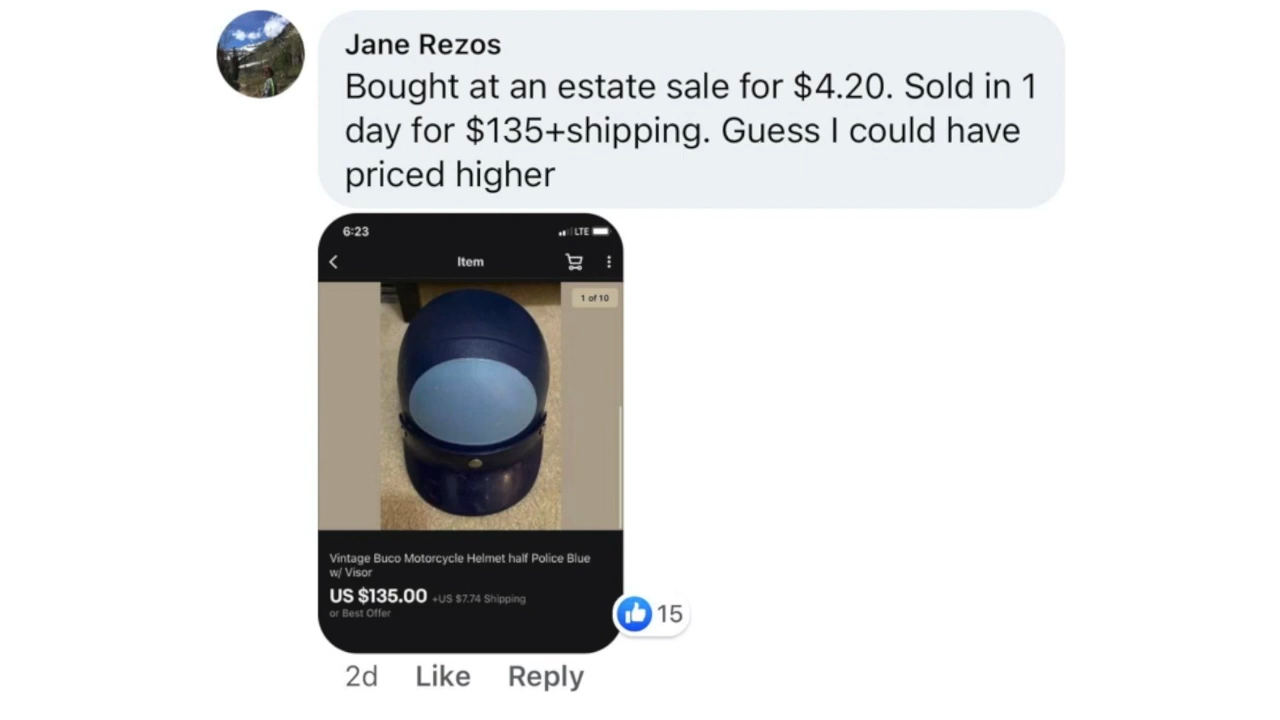 Jane Rezos
Bought at an estate sale for $4.20. Sold in 1
day for $135+shipping. Guess I could have
priced higher
6:23
LTE
Item
1 of 10
Vintage Buco Motorcycle Helmet half Police Blue
w/ Visor
US $135.00 +US $7.74 Shipping
or Best Offer
15
2d Like Reply